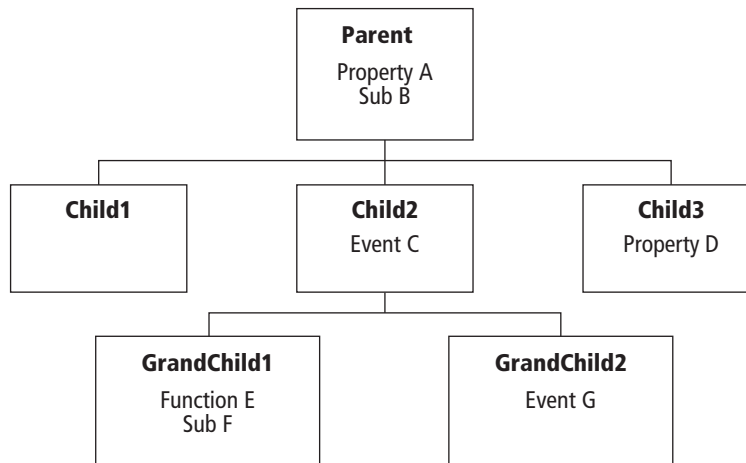 Parent
Property A
Sub B
Child1
Child2
Event C
Child3
Property D
GrandChild1
Function E
Sub F
GrandChild2
Event G